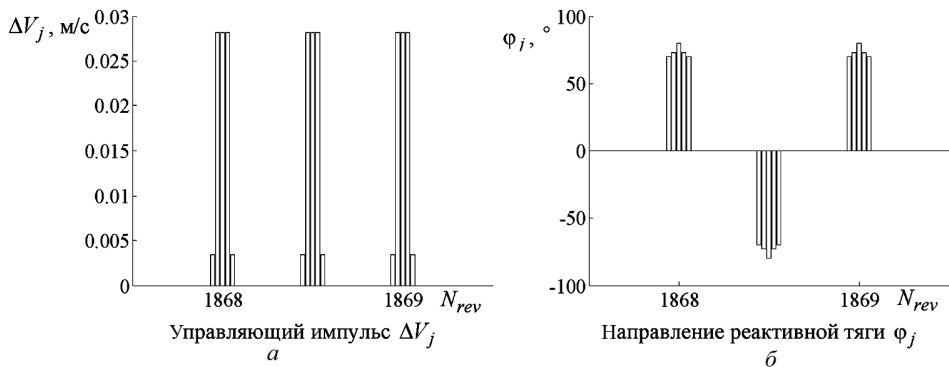 ΔV_j, м/с
0.03
0.025
0.02
0.015
0.01
0.005
0
1868
1869
N_rev
Управляющий импульс ΔV_j
а
φ_j, °
100
50
0
-50
-100
1868
1869
N_rev
Направление реактивной тяги φ_j
б